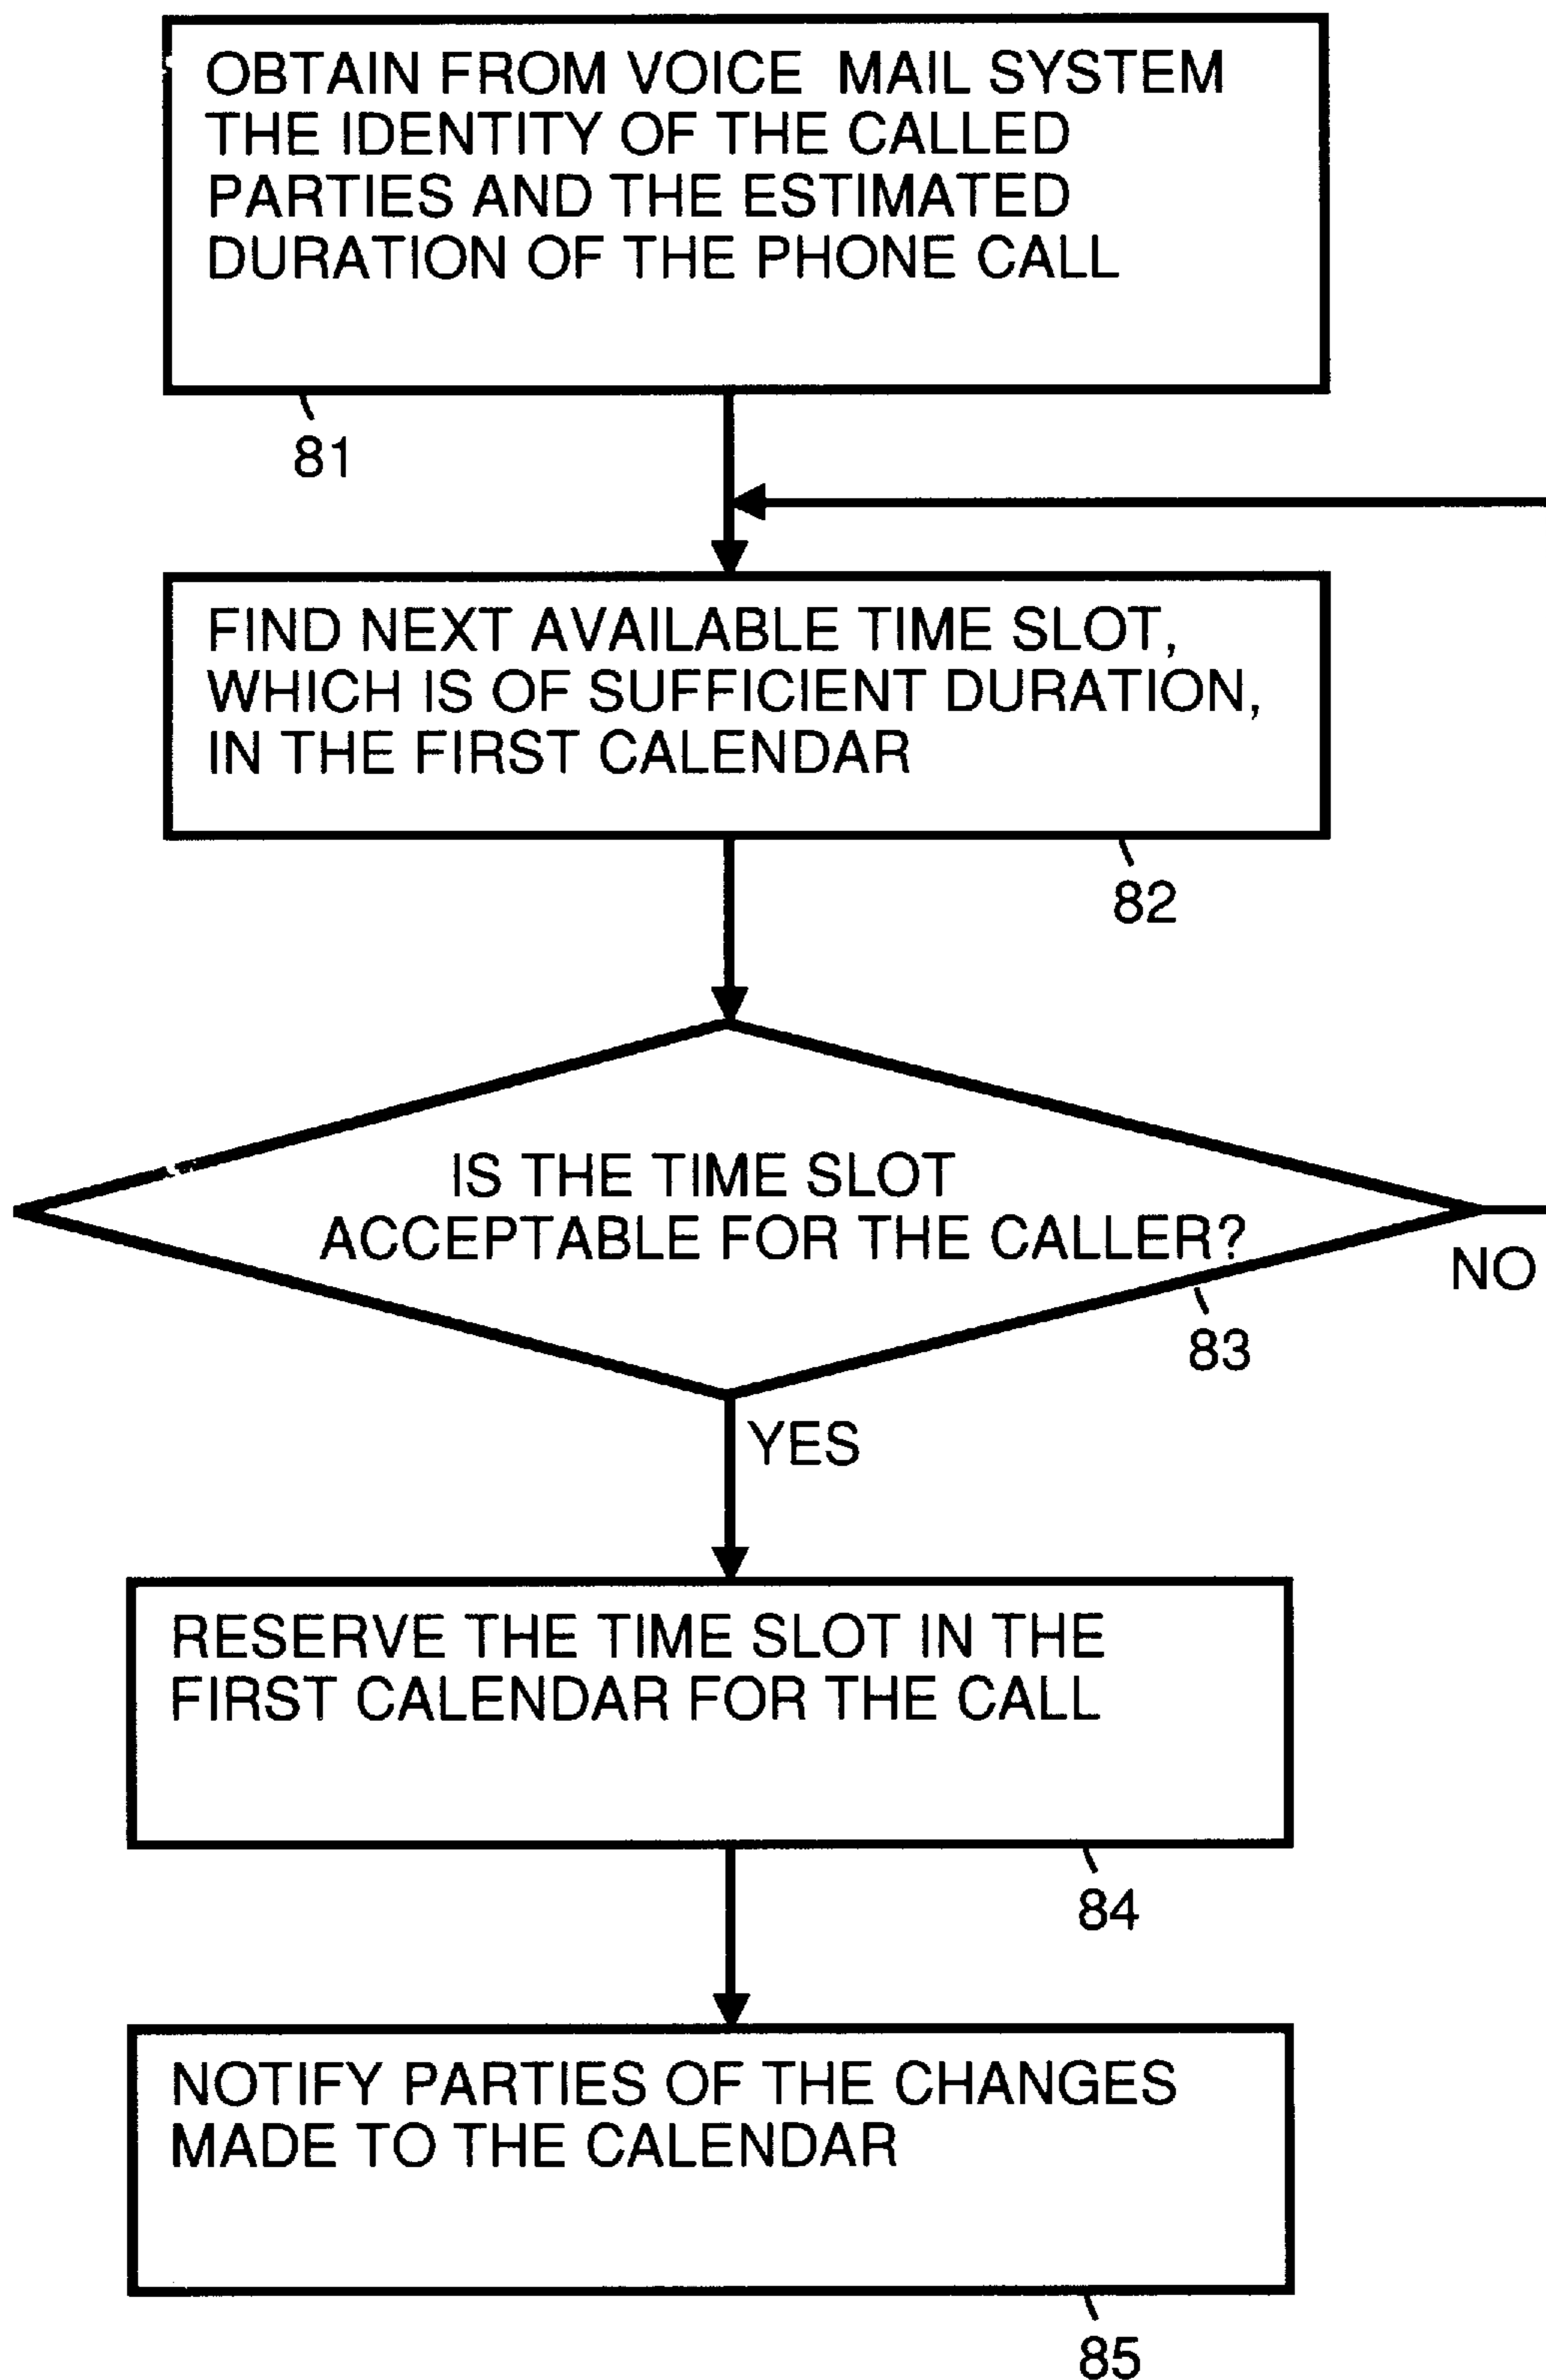 OBTAIN FROM VOICE MAIL SYSTEM
THE IDENTITY OF THE CALLED
PARTIES AND THE ESTIMATED
DURATION OF THE PHONE CALL
81
FIND NEXT AVAILABLE TIME SLOT,
WHICH IS OF SUFFICIENT DURATION,
IN THE FIRST CALENDAR
82
IS THE TIME SLOT
ACCEPTABLE FOR THE CALLER?
NO
83
YES
RESERVE THE TIME SLOT IN THE
FIRST CALENDAR FOR THE CALL
84
NOTIFY PARTIES OF THE CHANGES
MADE TO THE CALENDAR
85